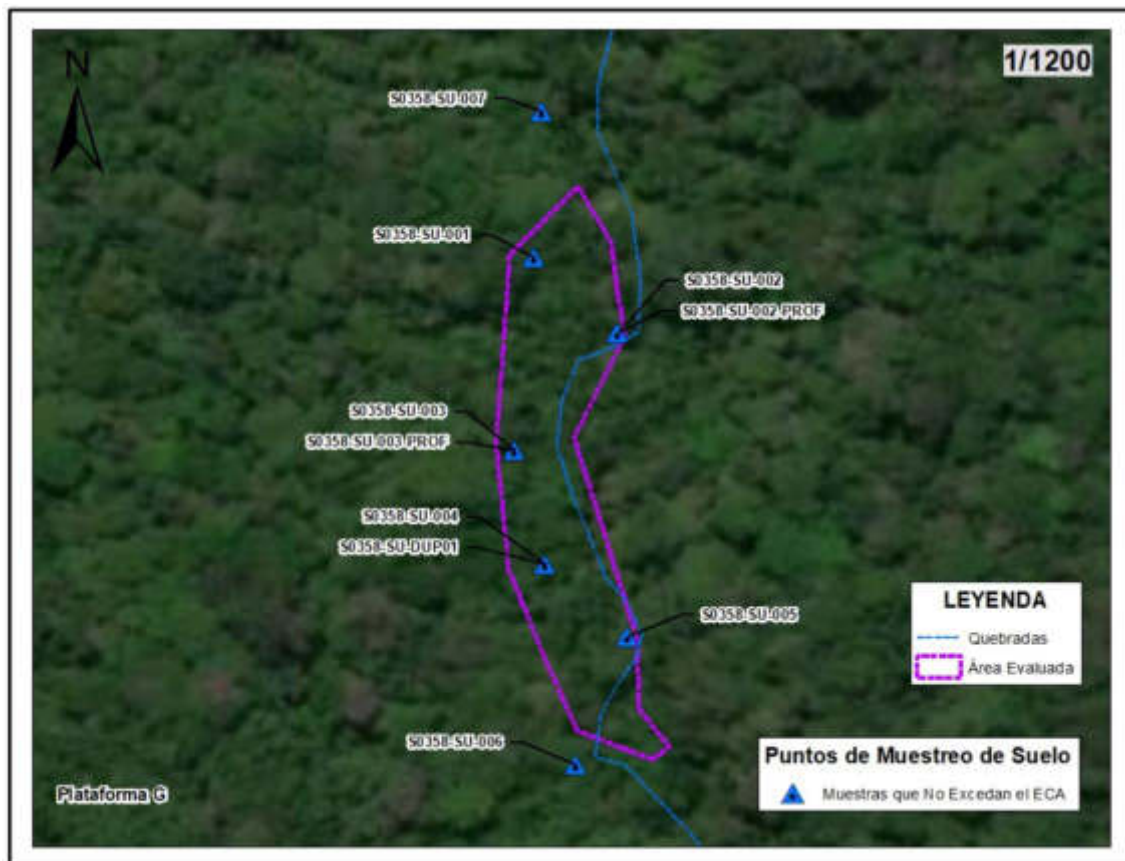 N
1/1200
S0358-SU-007
S0358-SU-001
S0358-SU-002
S0358-SU-002-PROF
S0358-SU-003
S0358-SU-003-PROF
S0358-SU-004
S0358-SU-DUP01
S0358-SU-005
S0358-SU-006
Plataforma G
LEYENDA
Quebradas
Área Evaluada
Puntos de Muestreo de Suelo
Muestras que No Excedan el ECA